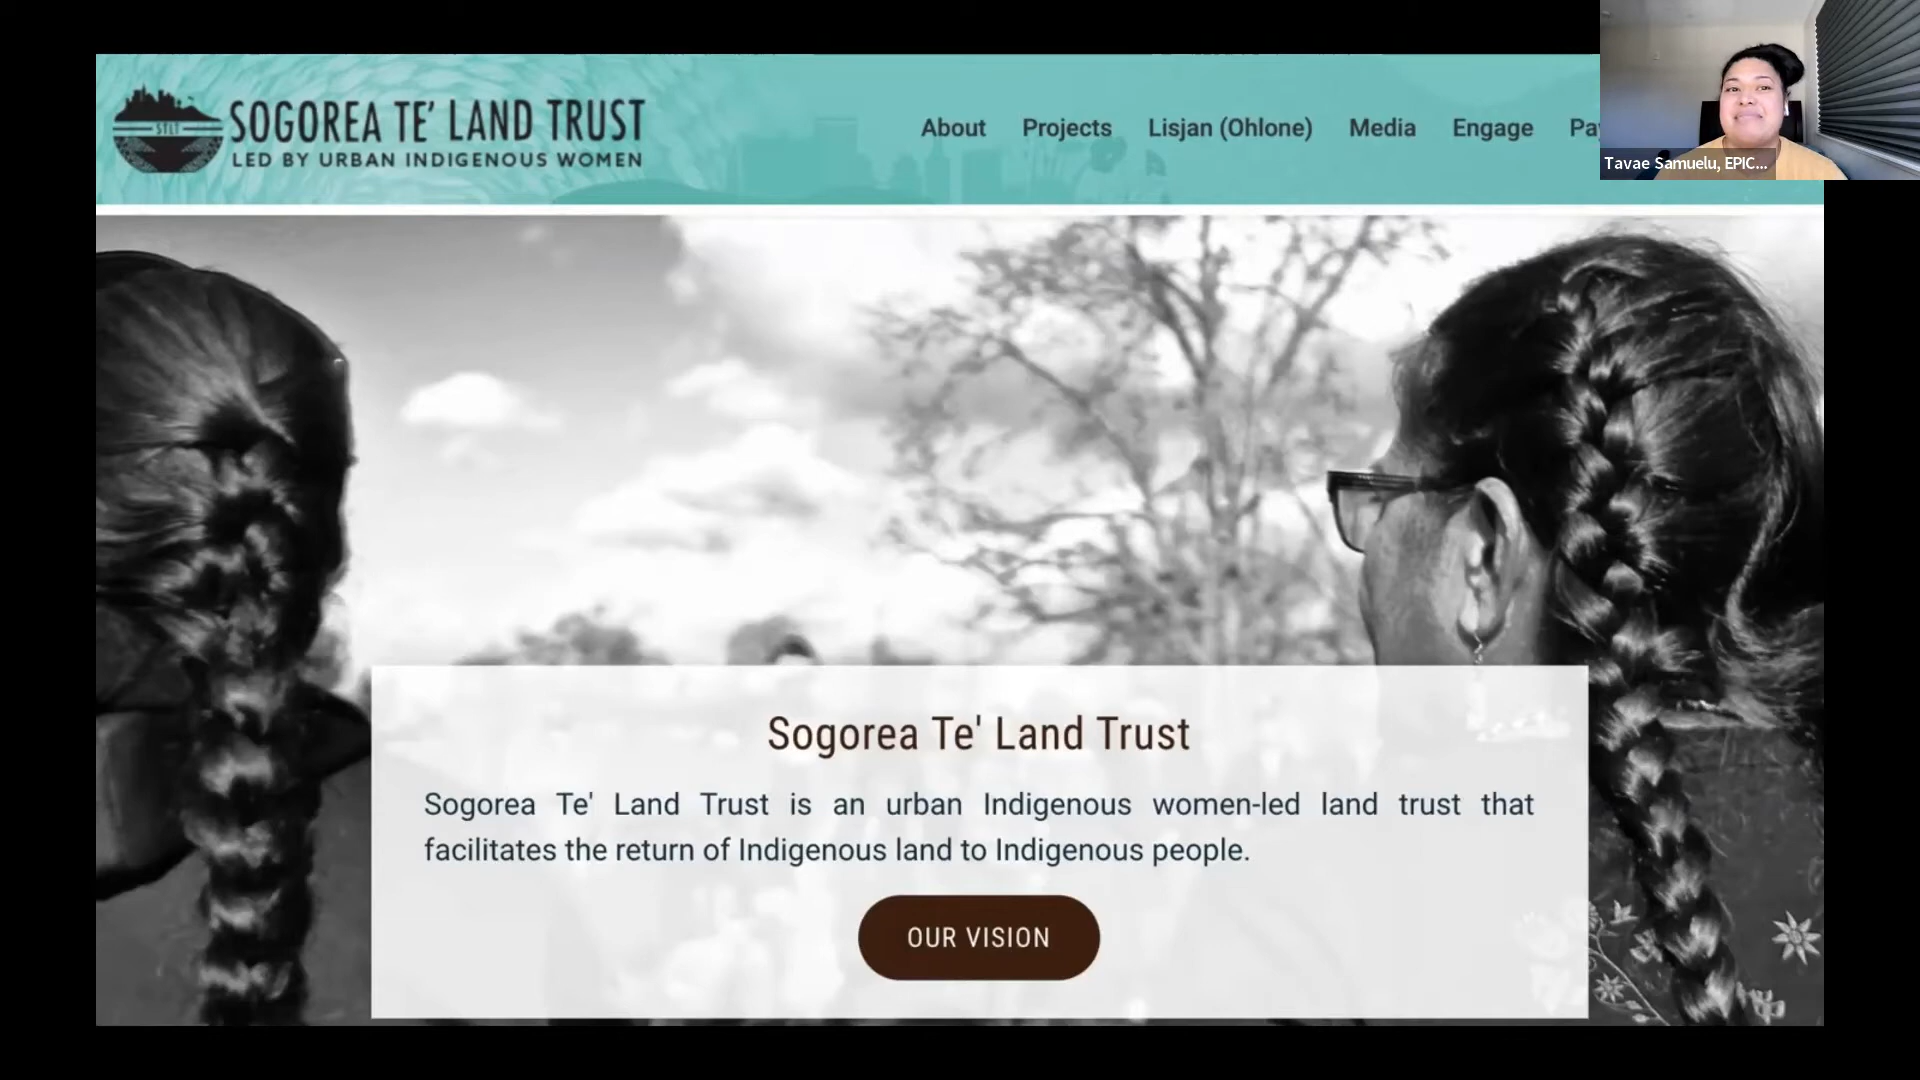 SOGOREA TE' LAND TRUST
LED BY URBAN INDIGENOUS WOMEN
STLT
About Projects Lisjan (Ohlone) Media Engage
Tavae Samuelu, EPIC...
Sogorea Te' Land Trust
Sogorea Te' Land Trust is an urban Indigenous women-led land trust that
facilitates the return of Indigenous land to Indigenous people.
OUR VISION